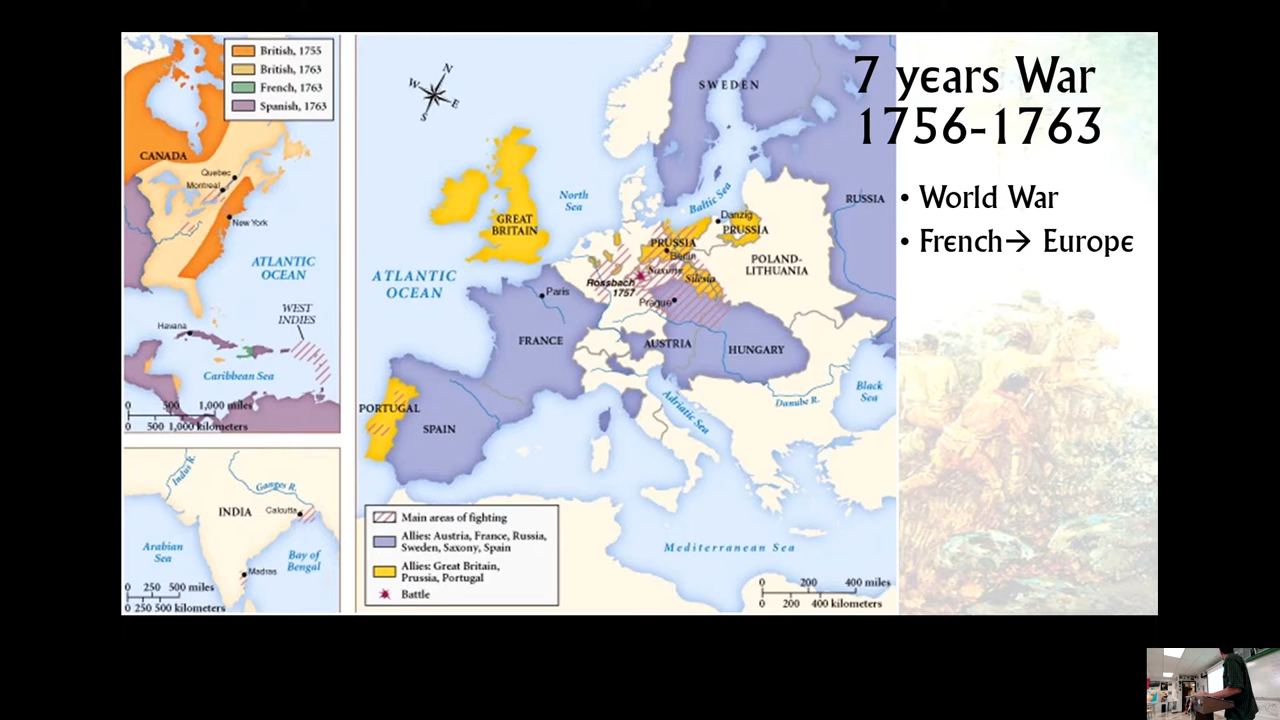 7 years War
1756-1763
• World War
• French→ Europe
British, 1755
British, 1763
French, 1763
Spanish, 1763
CANADA
Quebec
Montreal
New York
ATLANTIC
OCEAN
WEST
INDIES
Havana
Caribbean Sea
0 500 1,000 miles
0 500 1,000 kilometers
Indus R.
Ganges R.
INDIA
Calcutta
Arabian
Sea
Bay of
Bengal
Madras
0 250 500 miles
0 250 500 kilometers
N
W
E
S
SWEDEN
North
Sea
Baltic Sea
RUSSIA
GREAT
BRITAIN
Danzig
PRUSSIA
PRUSSIA
Berlin
POLAND-
LITHUANIA
ATLANTIC
OCEAN
Saxony
Silesia
Rossbach
1757
Paris
Prague
FRANCE
AUSTRIA
HUNGARY
Black
Sea
Danube R.
Adriatic Sea
PORTUGAL
SPAIN
Mediterranean Sea
Main areas of fighting
Allies: Austria, France, Russia,
Sweden, Saxony, Spain
Allies: Great Britain,
Prussia, Portugal
Battle
0 200 400 miles
0 200 400 kilometers